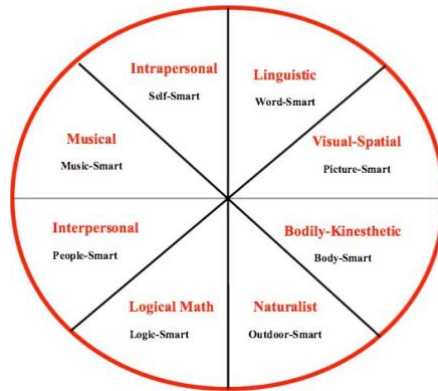 Intrapersonal
Self-Smart
Linguistic
Word-Smart
Musical
Music-Smart
Visual-Spatial
Picture-Smart
Interpersonal
People-Smart
Bodily-Kinesthetic
Body-Smart
Logical Math
Logic-Smart
Naturalist
Outdoor-Smart